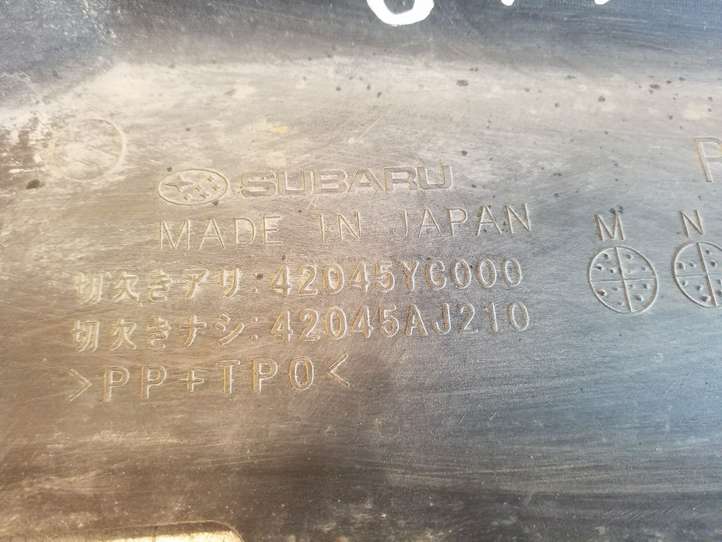 SUBARU
MADE IN JAPAN
切欠きアリ:42045YC000
切欠きナシ:42045AJ210
>PP+TPO<
M N